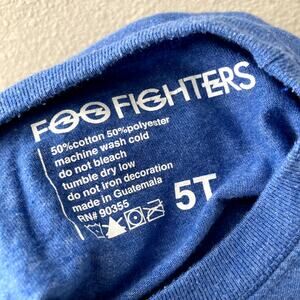 FOO FIGHTERS
50%cotton 50%polyester
machine wash cold
do not bleach
tumble dry low
do not iron decoration
made in Guatemala
RN# 90355
5T